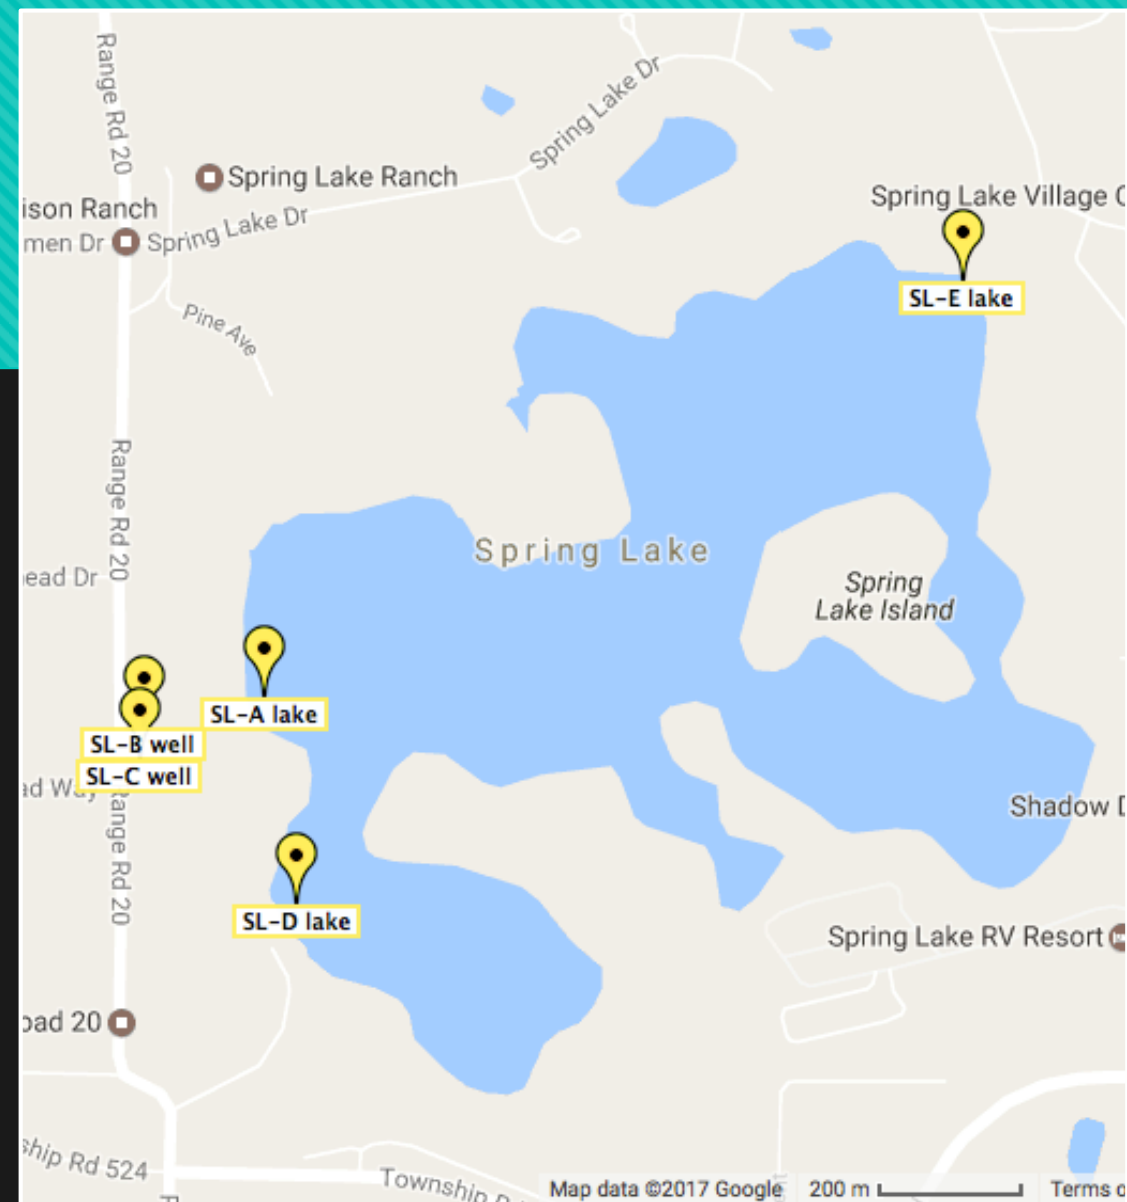 Range Rd 20
Spring Lake Dr
Spring Lake Ranch
Spring Lake Village
ison Ranch
men Dr
Spring Lake Dr
SL-E lake
Pine Ave
Range Rd 20
Spring Lake
ead Dr
Spring
Lake Island
SL-A lake
SL-B well
SL-C well
ad Way
Range Rd 20
Shadow
SL-D lake
Spring Lake RV Resort
oad 20
ship Rd 524
Township
Map data ©2017 Google
200 m
Terms